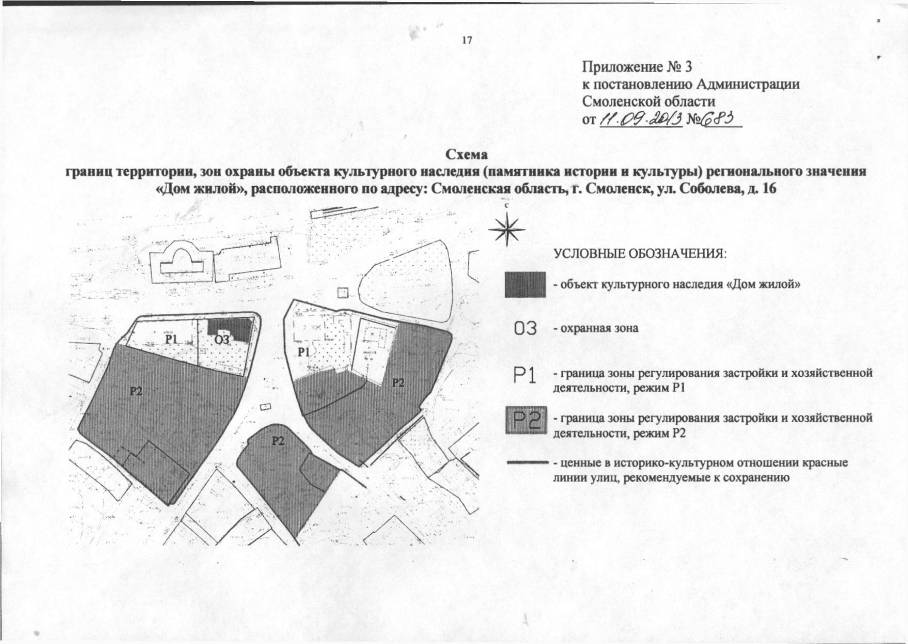 17
Приложение № 3
к постановлению Администрации
Смоленской области
от 11.09.2013 № 683
Схема
границ территории, зон охраны объекта культурного наследия (памятника истории и культуры) регионального значения
«Дом жилой», расположенного по адресу: Смоленская область, г. Смоленск, ул. Соболева, д. 16
с
УСЛОВНЫЕ ОБОЗНАЧЕНИЯ:
- объект культурного наследия «Дом жилой»
ОЗ - охранная зона
Р1 - граница зоны регулирования застройки и хозяйственной
деятельности, режим Р1
Р2 - граница зоны регулирования застройки и хозяйственной
деятельности, режим Р2
- ценные в историко-культурном отношении красные
линии улиц, рекомендуемые к сохранению
Р1
ОЗ
Р1
Р2
Р2
Р2